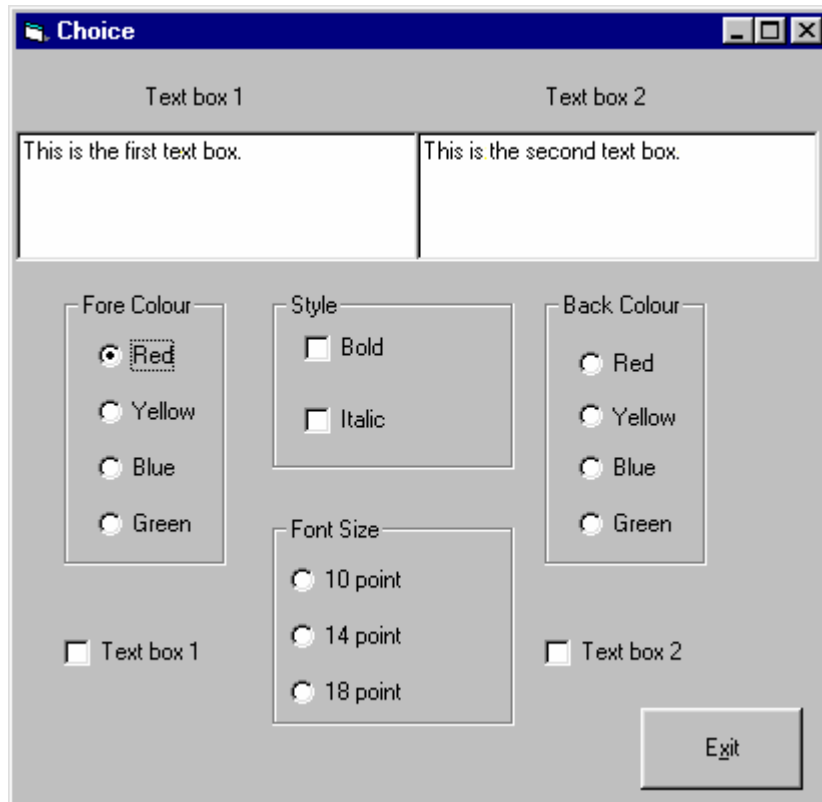 Choice
Text box 1
Text box 2
This is the first text box.
This is the second text box.
Fore Colour
Red
Yellow
Blue
Green
Style
Bold
Italic
Back Colour
Red
Yellow
Blue
Green
Font Size
10 point
14 point
18 point
Text box 1
Text box 2
Exit